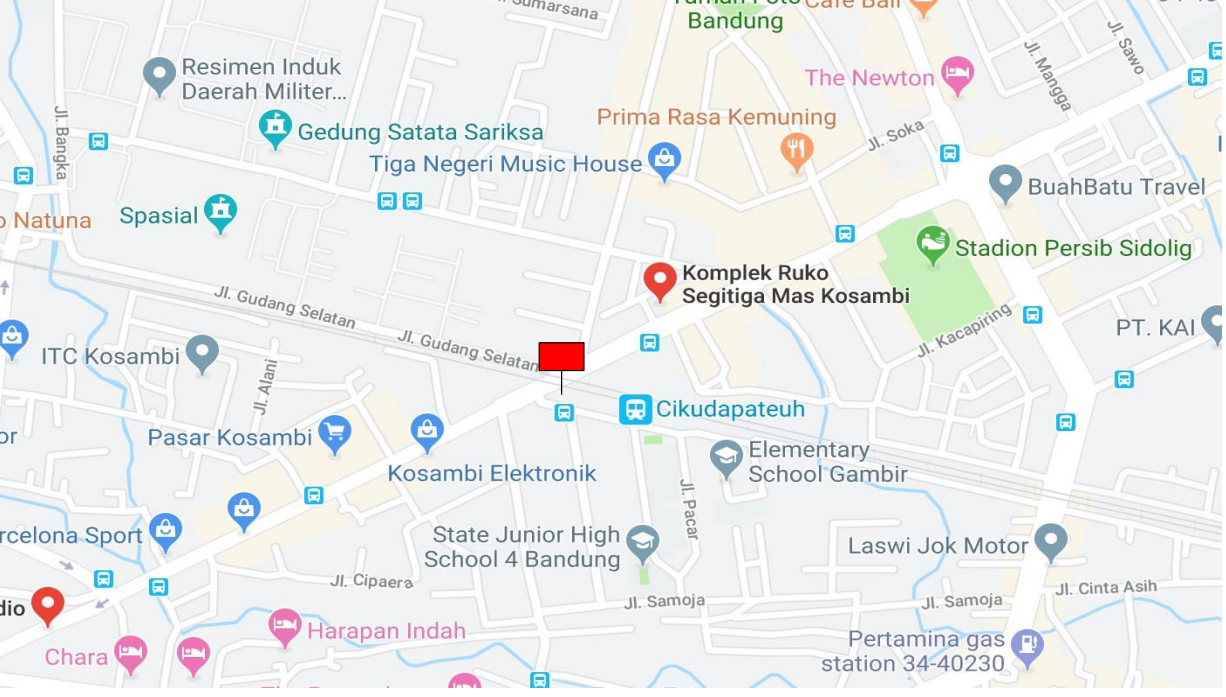 Sumarsana
Taman Foto
Bandung
Cafe Bali
Jl. Sawo
Jl. Mangga
The Newton
Resimen Induk
Daerah Militer...
Jl. Bangka
Gedung Satata Sariksa
Prima Rasa Kemuning
Jl. Soka
Tiga Negeri Music House
BuahBatu Travel
Spasial
o Natuna
Stadion Persib Sidolig
Komplek Ruko
Segitiga Mas Kosambi
Jl. Gudang Selatan
Jl. Gudang Selatan
Jl. Kacapiring
PT. KAI
ITC Kosambi
Jl. Alani
Cikudapateuh
or
Pasar Kosambi
Kosambi Elektronik
Elementary
School Gambir
Jl. Pacar
rcelona Sport
State Junior High
School 4 Bandung
Laswi Jok Motor
Jl. Cipaera
Jl. Samoja
Jl. Samoja
Jl. Cinta Asih
dio
Harapan Indah
Chara
Pertamina gas
station 34-40230